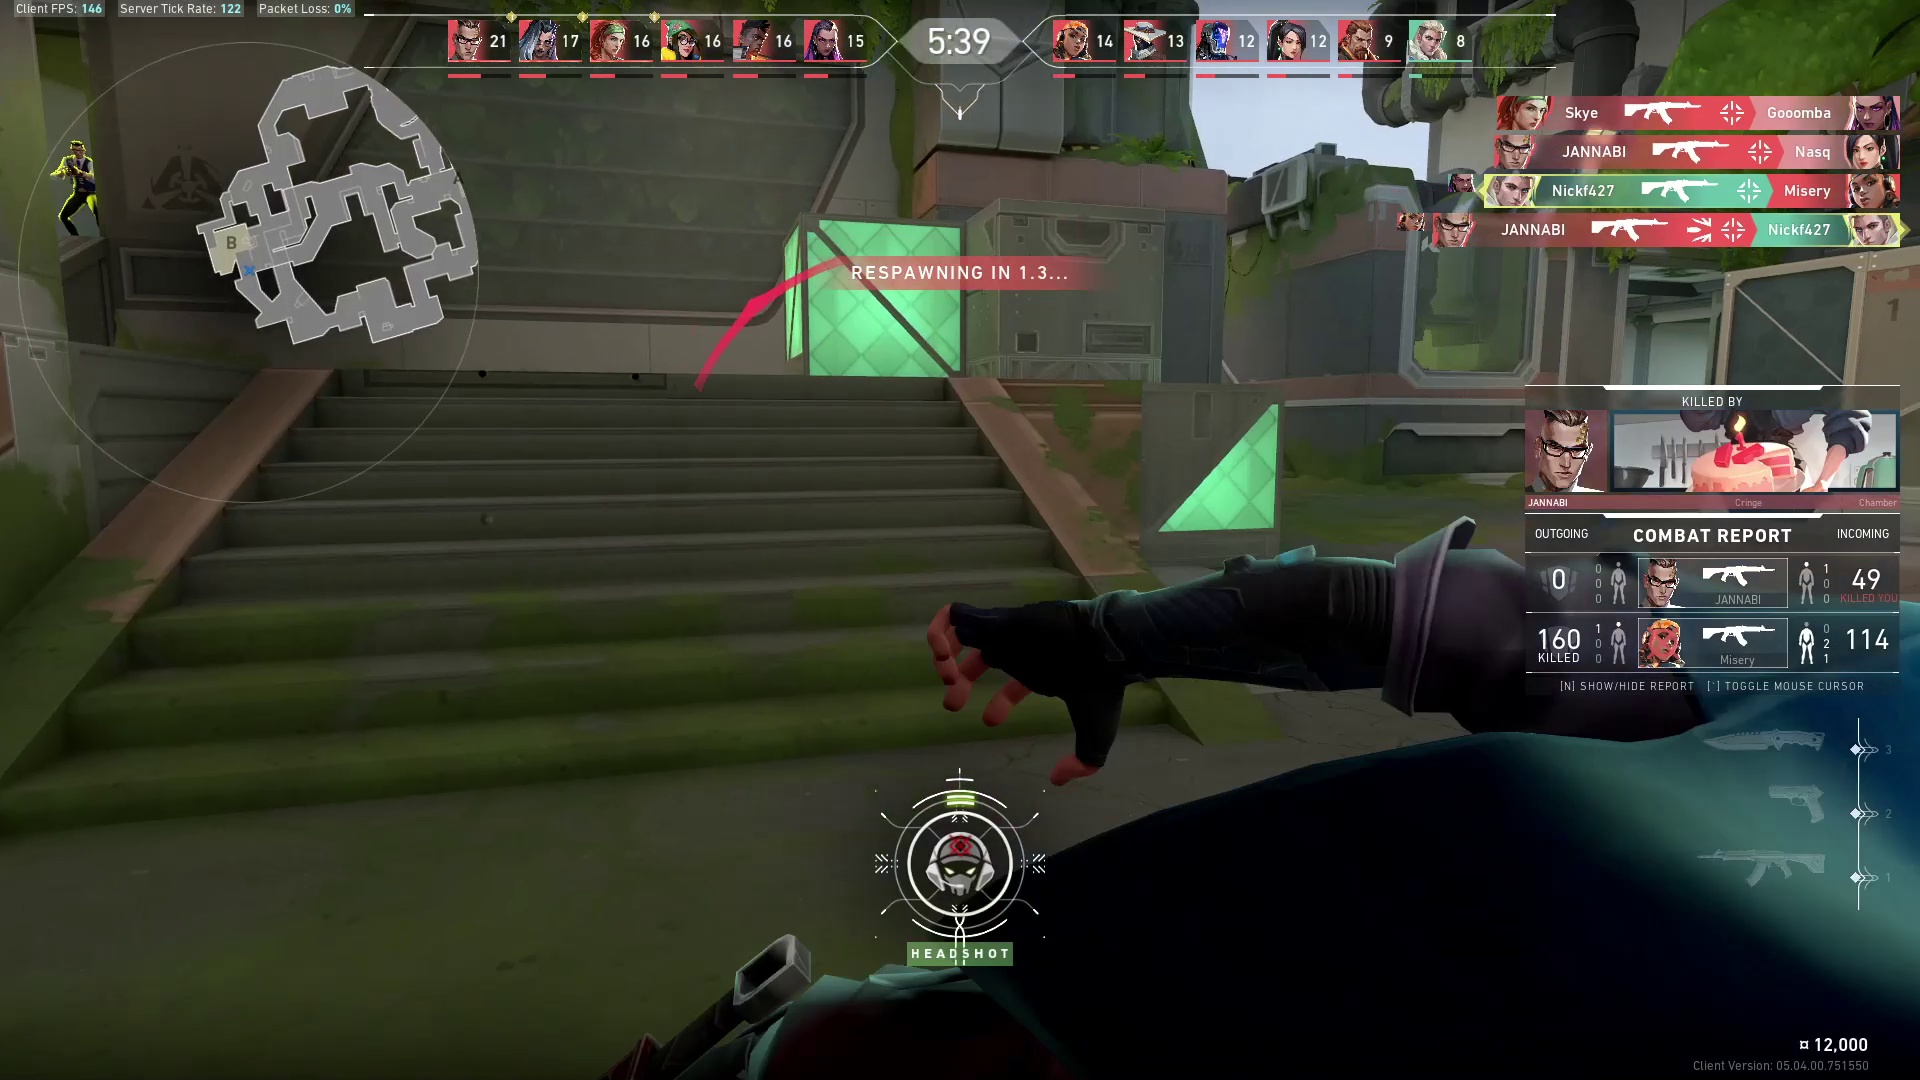 Client FPS: 146 Server Tick Rate: 122 Packet Loss: 0%
21 17 16 16 16 15 5:39 14 13 12 12 9 8
Skye Gooomba
JANNABI Nasq
Nickf427 Misery
JANNABI Nickf427
B
RESPAWNING IN 1.3...
1
KILLED BY
JANNABI Cringe Chamber
OUTGOING COMBAT REPORT INCOMING
0 0 0 0 JANNABI 1 0 0 49 KILLED YOU
160 KILLED 1 0 0 Misery 0 2 1 114
[N] SHOW/HIDE REPORT ['] TOGGLE MOUSE CURSOR
3
2
1
HEADSHOT
¤ 12,000
Client Version: 05.04.00.751550